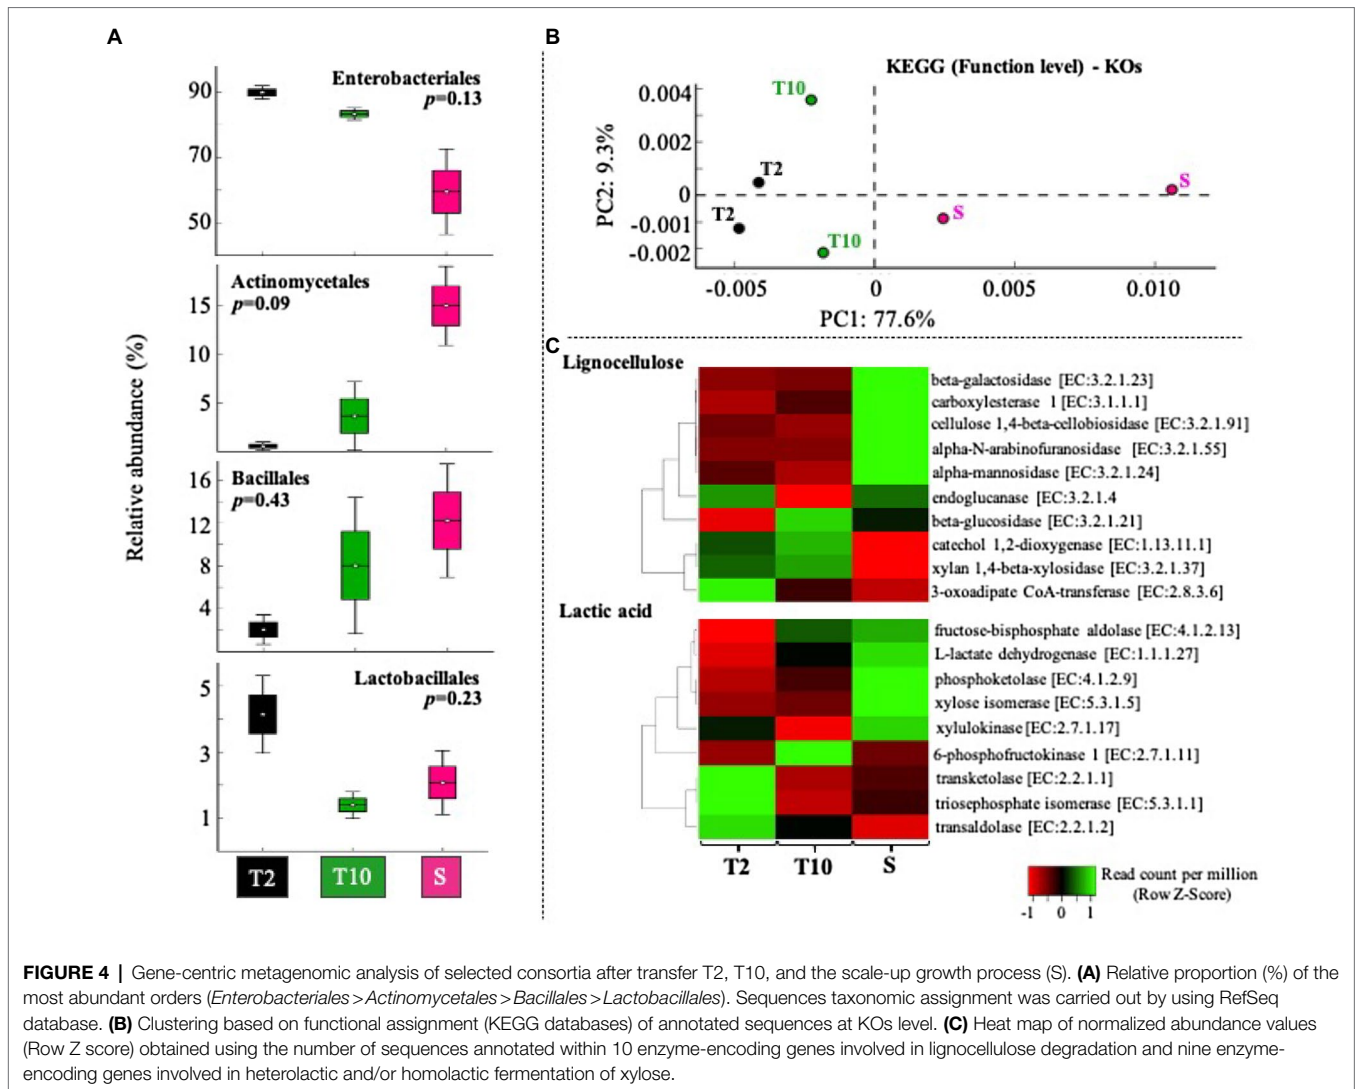 A
Enterobacteriales
p=0.13
90
70
50
Actinomycetales
p=0.09
15
10
5
Bacillales
p=0.43
16
12
8
4
Lactobacillales
p=0.23
5
3
1
Relative abundance (%)
T2 T10 S
B
KEGG (Function level) - KOs
0.004
0.002
0
-0.001
-0.002
PC2: 9.3%
T10
T2
T2
T10
S
S
-0.005 0 0.005 0.010
PC1: 77.6%
C
Lignocellulose
beta-galactosidase [EC:3.2.1.23]
carboxylesterase 1 [EC:3.1.1.1]
cellulose 1,4-beta-cellobiosidase [EC:3.2.1.91]
alpha-N-arabinofuranosidase [EC:3.2.1.55]
alpha-mannosidase [EC:3.2.1.24]
endoglucanase [EC:3.2.1.4
beta-glucosidase [EC:3.2.1.21]
catechol 1,2-dioxygenase [EC:1.13.11.1]
xylan 1,4-beta-xylosidase [EC:3.2.1.37]
3-oxoadipate CoA-transferase [EC:2.8.3.6]
Lactic acid
fructose-bisphosphate aldolase [EC:4.1.2.13]
L-lactate dehydrogenase [EC:1.1.1.27]
phosphoketolase [EC:4.1.2.9]
xylose isomerase [EC:5.3.1.5]
xylulokinase [EC:2.7.1.17]
6-phosphofructokinase 1 [EC:2.7.1.11]
transketolase [EC:2.2.1.1]
triosephosphate isomerase [EC:5.3.1.1]
transaldolase [EC:2.2.1.2]
T2 T10 S
Read count per million
(Row Z-Score)
-1 0 1
FIGURE 4 | Gene-centric metagenomic analysis of selected consortia after transfer T2, T10, and the scale-up growth process (S). (A) Relative proportion (%) of the
most abundant orders (Enterobacteriales > Actinomycetales > Bacillales > Lactobacillales). Sequences taxonomic assignment was carried out by using RefSeq
database. (B) Clustering based on functional assignment (KEGG databases) of annotated sequences at KOs level. (C) Heat map of normalized abundance values
(Row Z score) obtained using the number of sequences annotated within 10 enzyme-encoding genes involved in lignocellulose degradation and nine enzyme-
encoding genes involved in heterolactic and/or homolactic fermentation of xylose.